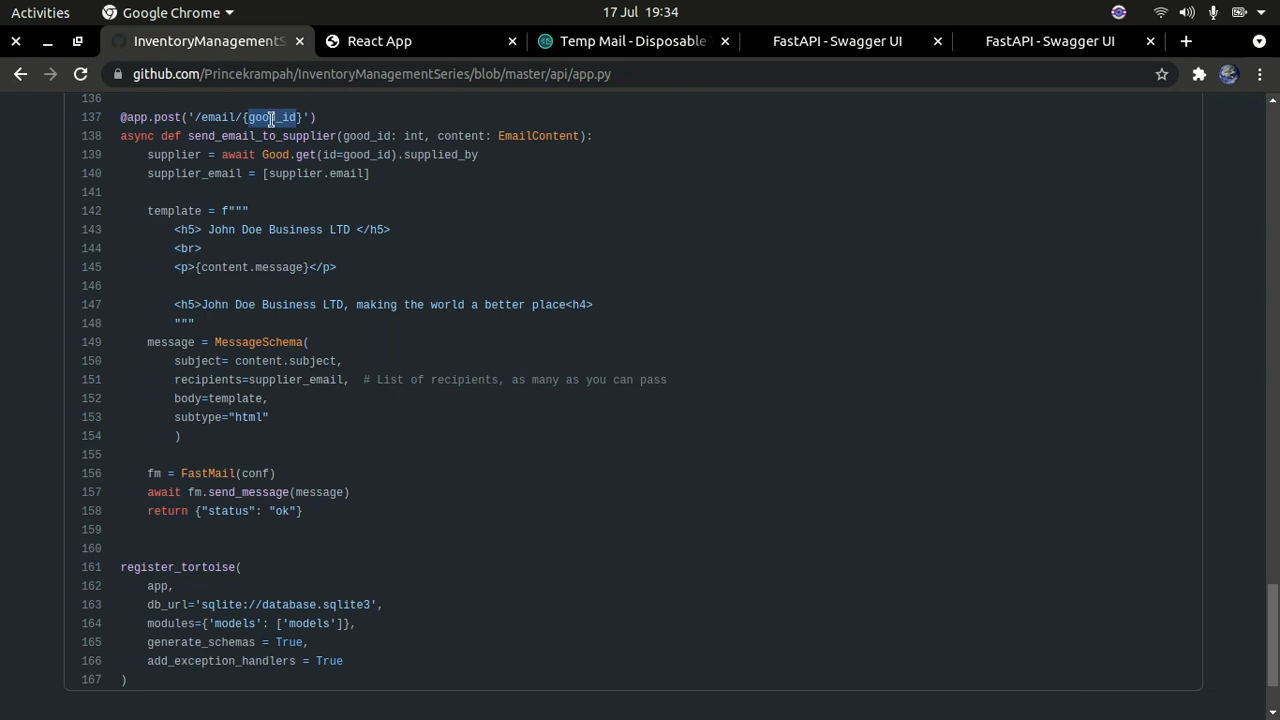 Activities Google Chrome 17 Jul 19:34
InventoryManagementS React App Temp Mail - Disposable FastAPI - Swagger UI FastAPI - Swagger UI
github.com/Princekrampah/InventoryManagementSeries/blob/master/api/app.py
136
137 @app.post('/email/{good_id}')
138 async def send_email_to_supplier(good_id: int, content: EmailContent):
139     supplier = await Good.get(id=good_id).supplied_by
140     supplier_email = [supplier.email]
141
142     template = f"""
143         <h5> John Doe Business LTD </h5>
144         <br>
145         <p>{content.message}</p>
146
147         <h5>John Doe Business LTD, making the world a better place<h4>
148         """
149     message = MessageSchema(
150         subject= content.subject,
151         recipients=supplier_email,  # List of recipients, as many as you can pass
152         body=template,
153         subtype="html"
154         )
155
156     fm = FastMail(conf)
157     await fm.send_message(message)
158     return {"status": "ok"}
159
160
161 register_tortoise(
162     app,
163     db_url='sqlite://database.sqlite3',
164     modules={'models': ['models']},
165     generate_schemas = True,
166     add_exception_handlers = True
167 )